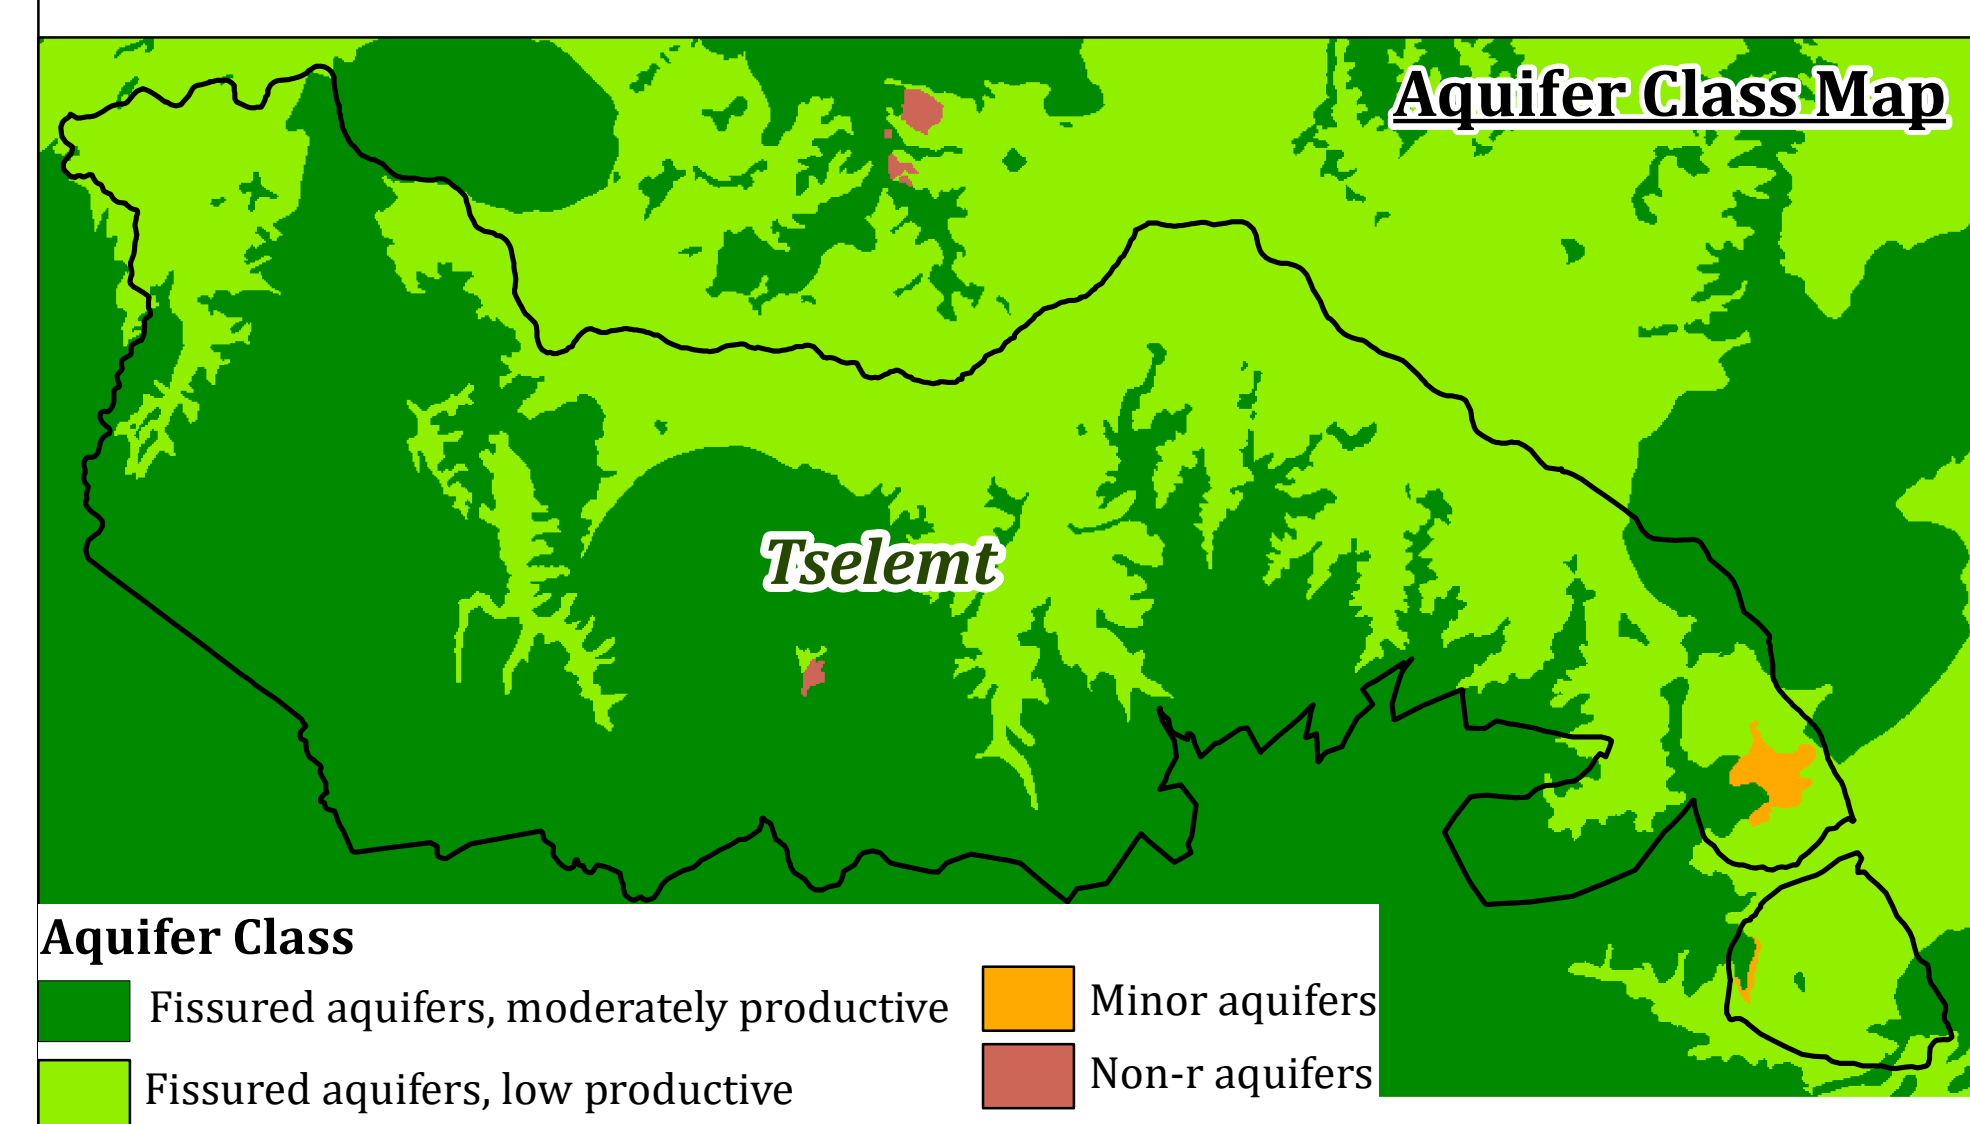 Aquifer Class Map
Tselemt
Aquifer Class
Fissured aquifers, moderately productive
Fissured aquifers, low productive
Minor aquifers
Non-r aquifers